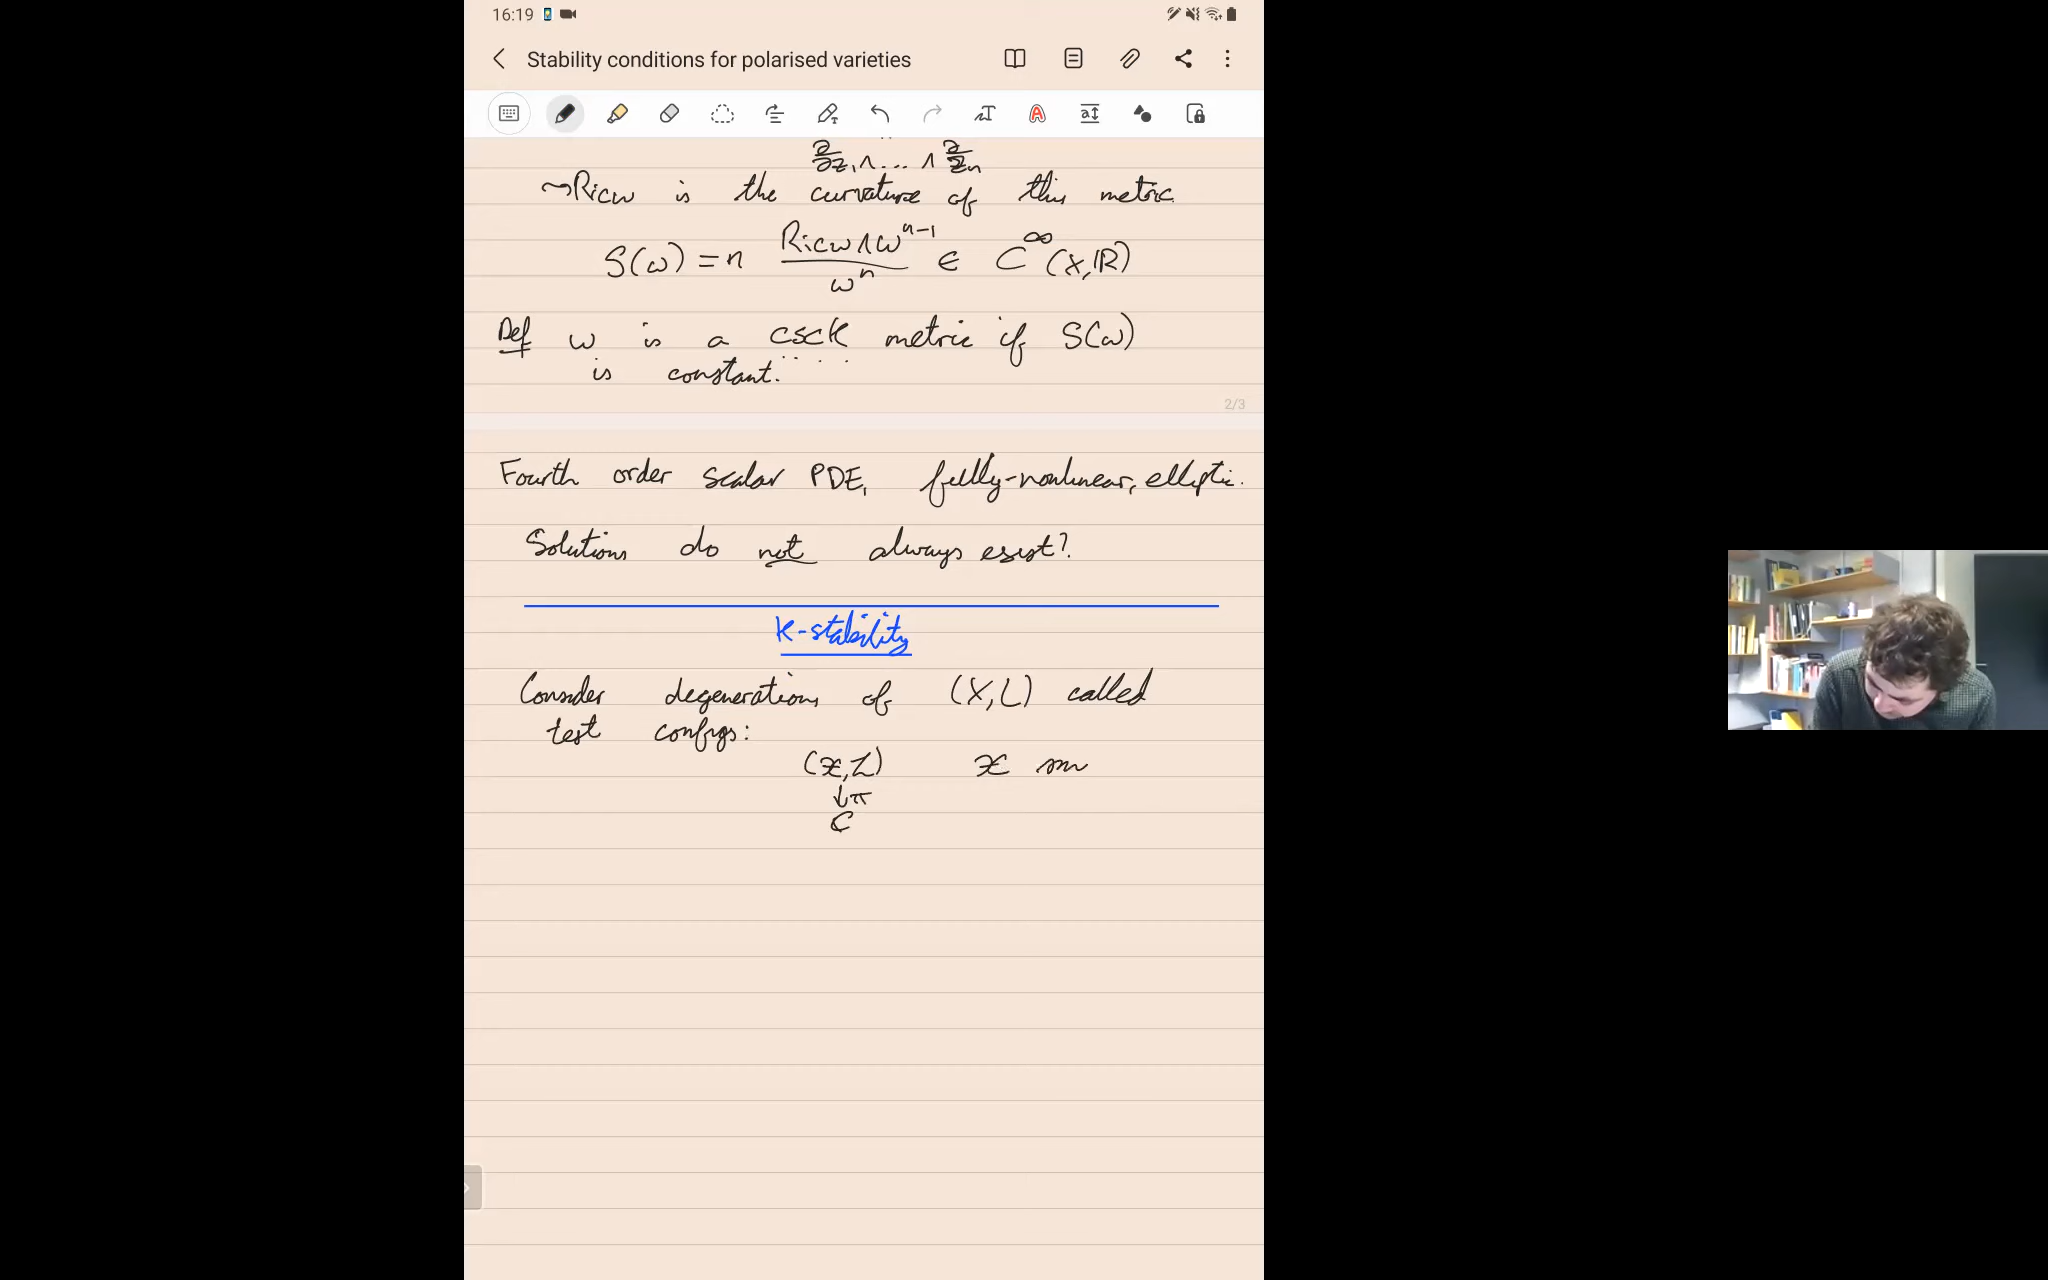 16:19
Stability conditions for polarised varieties
∂/∂z₁ ∧ ... ∧ ∂/∂zₙ
⤳ Ric ω is the curvature of this metric.
S(ω) = n (Ric ω ∧ ω^{n-1}) / ω^n ∈ C^∞(X, ℝ)
Def ω is a cscK metric if S(ω)
is constant.
2/3
Fourth order scalar PDE, fully-nonlinear, elliptic.
Solutions do not always exist?
K-stability
Consider degenerations of (X, L) called
test configs:
(𝒳, ℒ) 𝒳 sm
↓π
ℂ